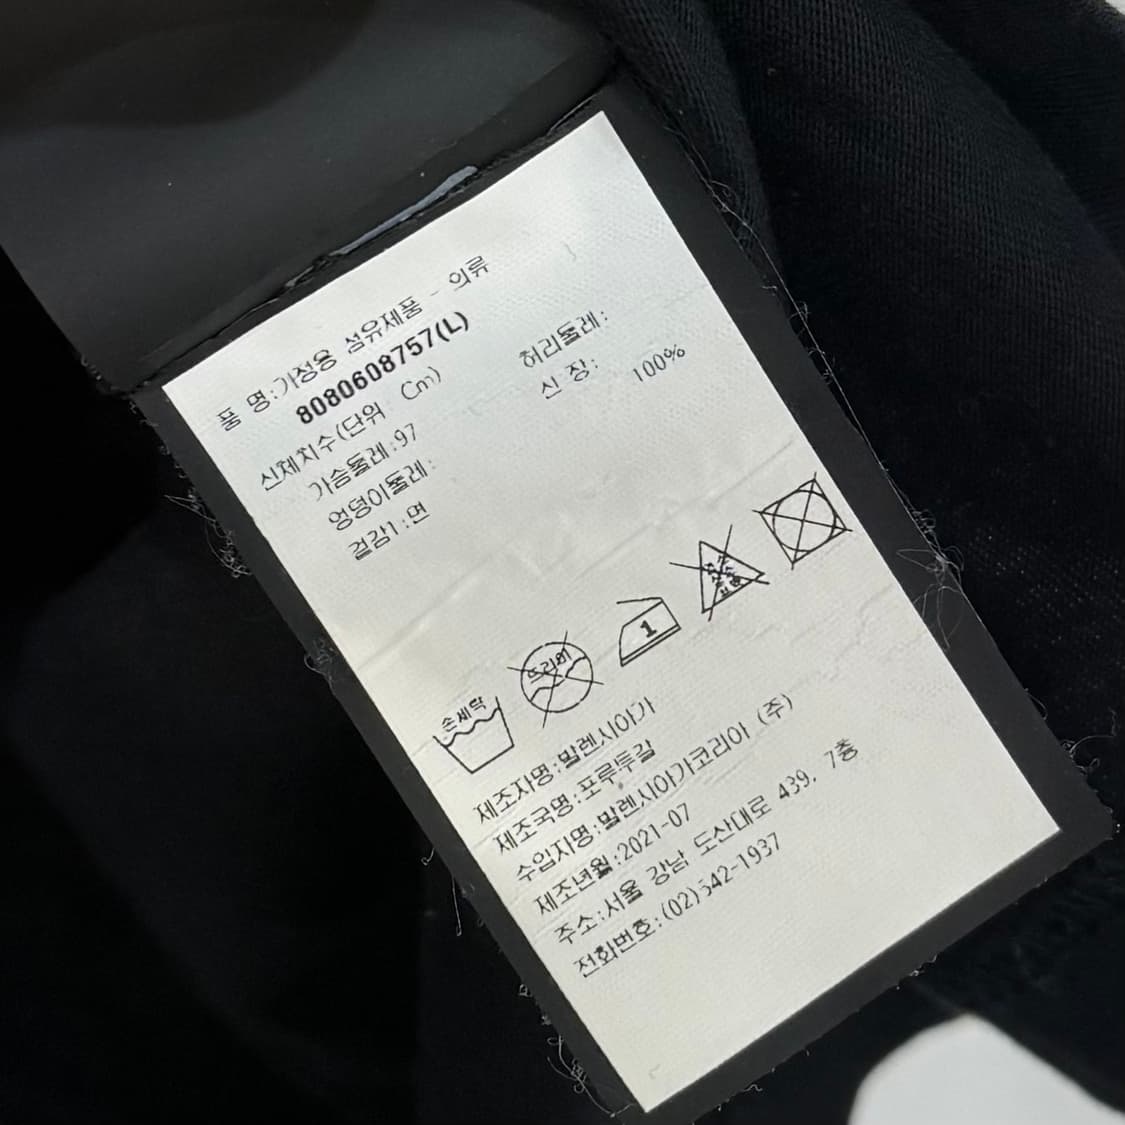 품 명:가정용 섬유제품 - 의류
8080608757(L)
신체치수(단위 Cm)
가슴둘레:97 허리둘레:
엉덩이둘레: 신 장:
겉감1:면 100%
손세탁
드라이
1
제조자명:발렌시아가
제조국명:포루투갈
수입자명:발렌시아가코리아 (주)
제조년월:2021-07
주소:서울 강남 도산대로 439, 7층
전화번호:(02)542-1937